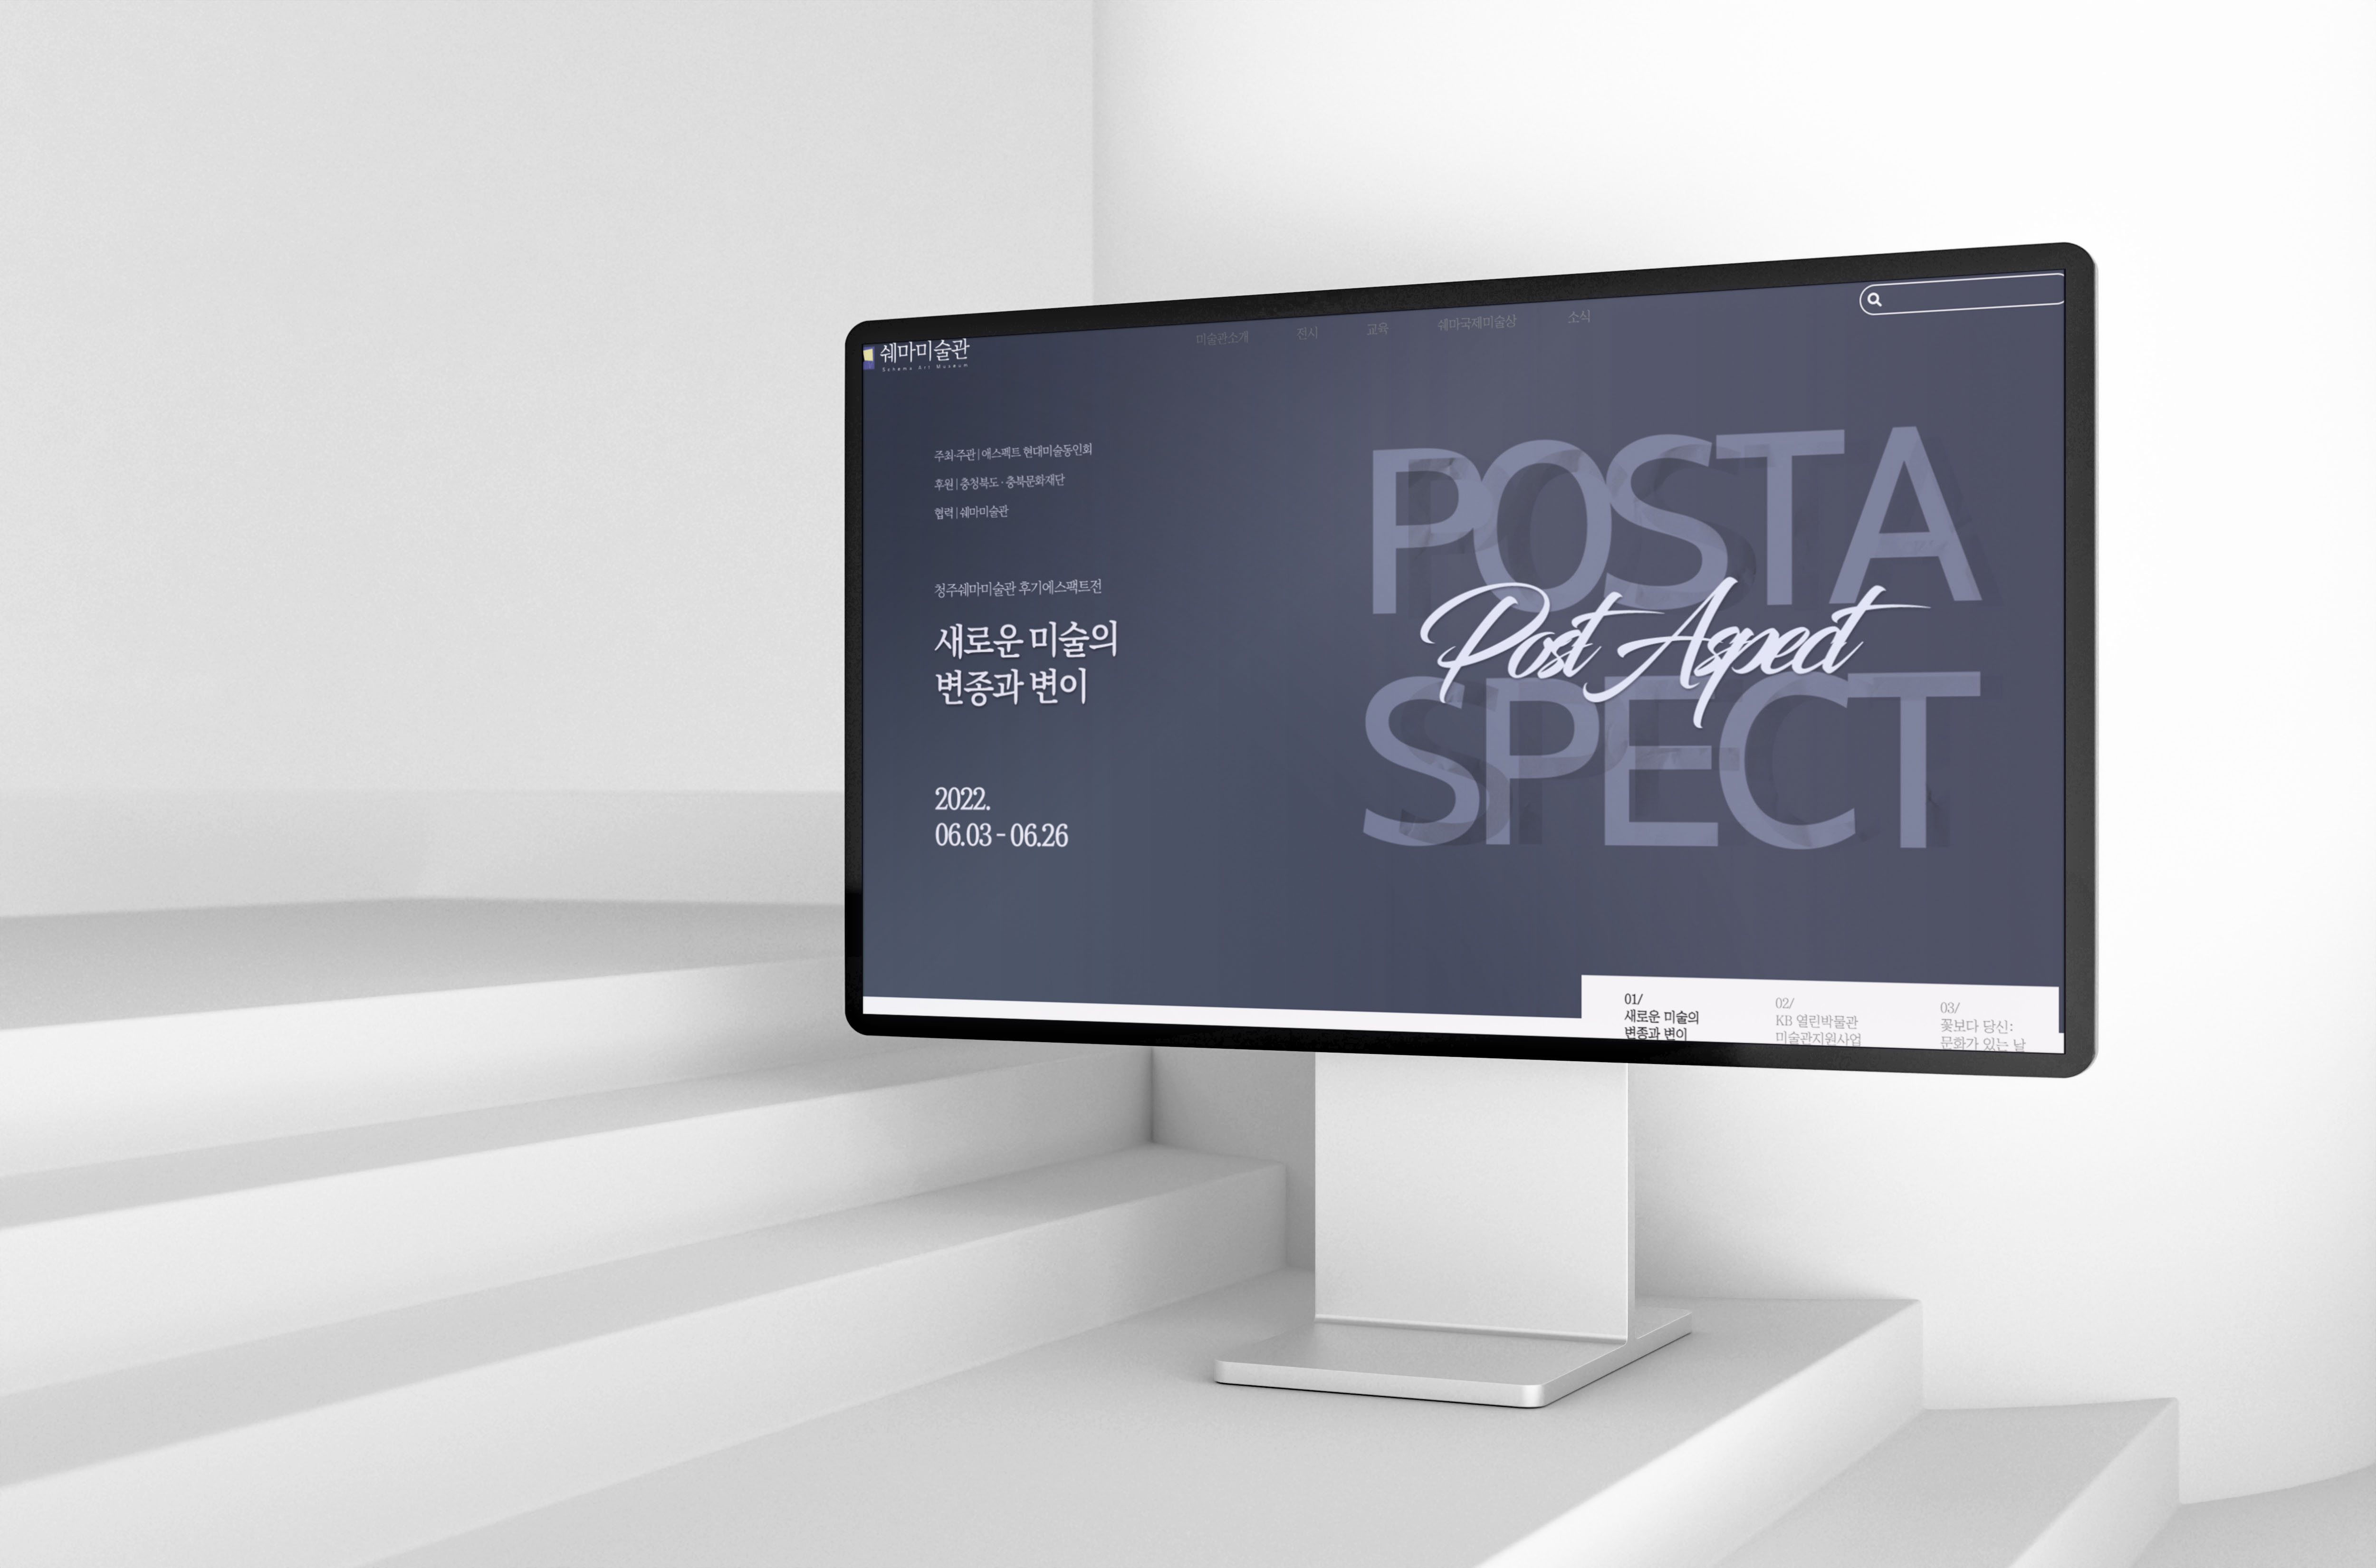 쉐마미술관
Schema Art Museum
미술관소개
전시
교육
쉐마국제미술상
소식
주최·주관 | 애스펙트 현대미술동인회
후원 | 충청북도 · 충북문화재단
협력 | 쉐마미술관
청주쉐마미술관 후기에스팩트전
새로운 미술의
변종과 변이
2022.
06.03 - 06.26
POSTA
Post Aspect
SPECT
01/
새로운 미술의
변종과 변이
02/
KB 열린박물관
미술관지원사업
03/
꽃보다 당신:
문화가 있는 날